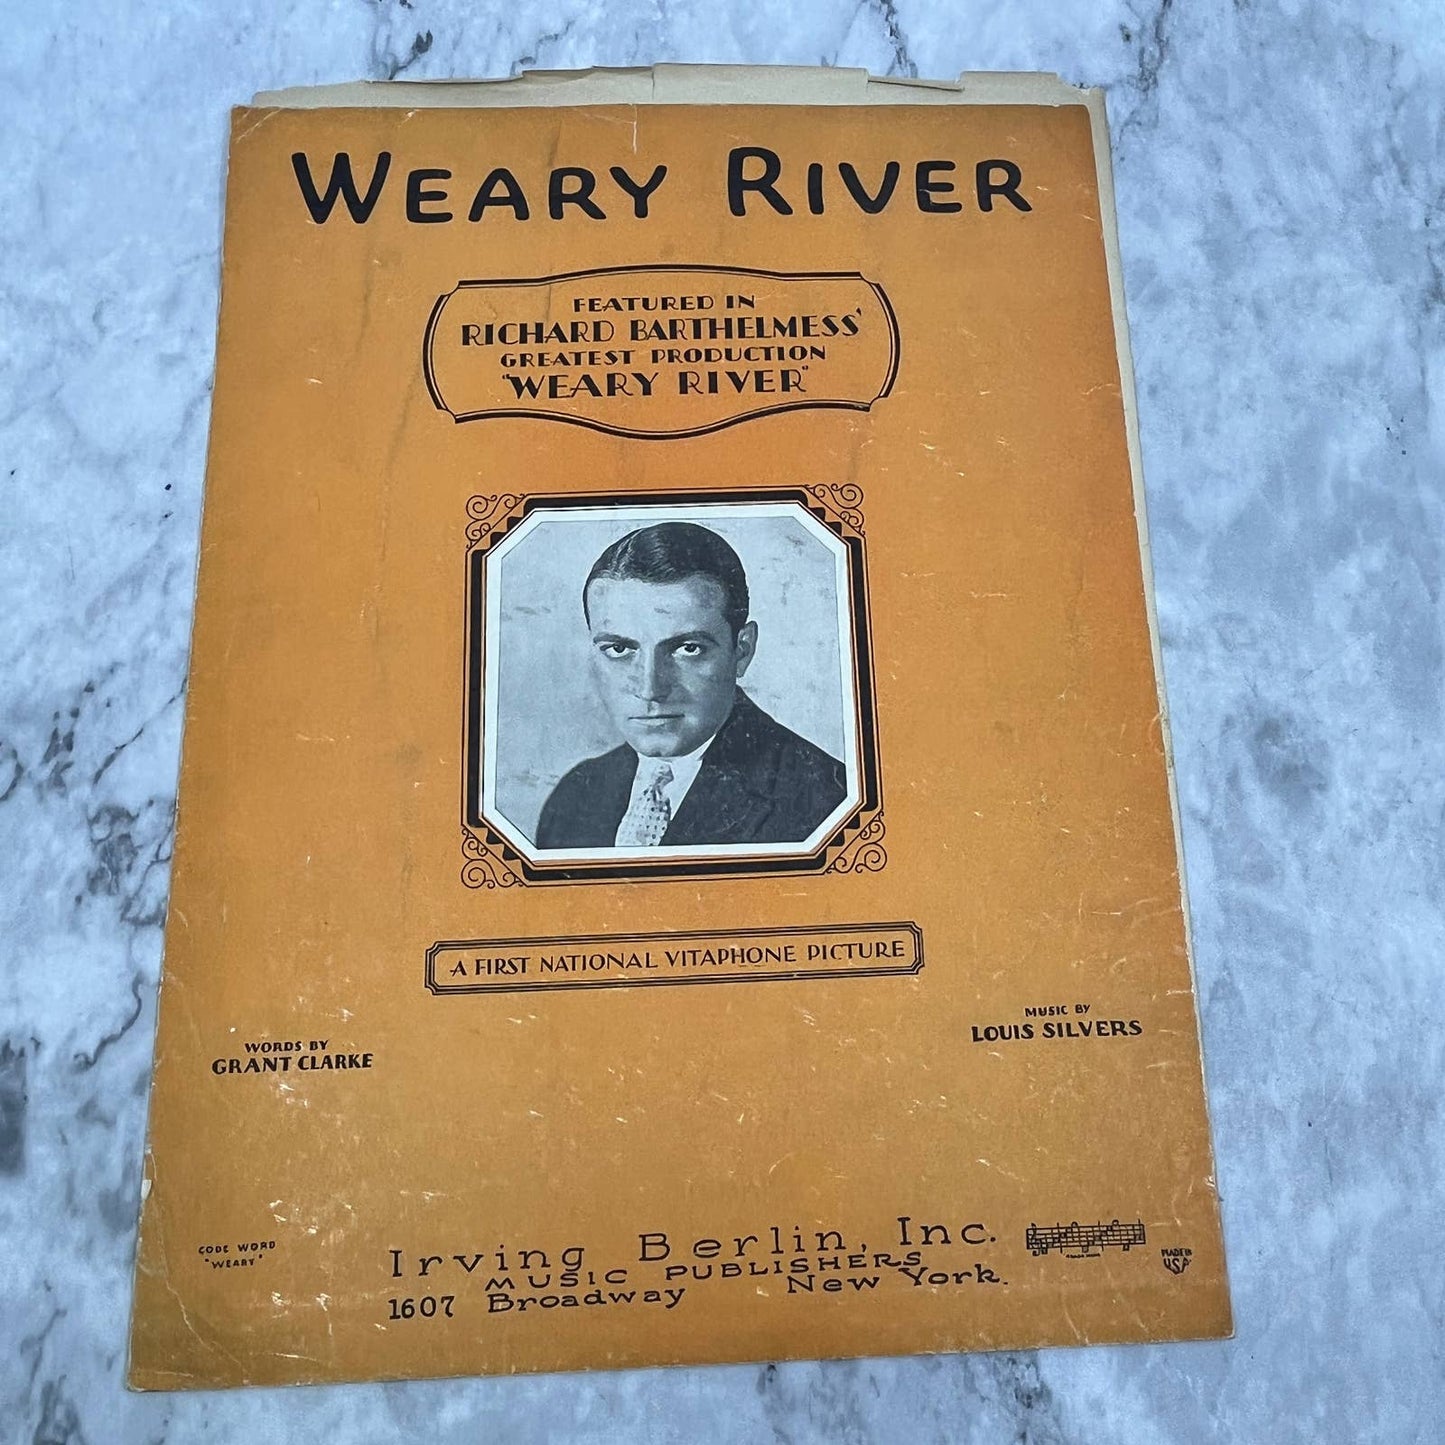 WEARY RIVER
FEATURED IN
RICHARD BARTHELMESS'
GREATEST PRODUCTION
"WEARY RIVER"
A FIRST NATIONAL VITAPHONE PICTURE
WORDS BY
GRANT CLARKE
MUSIC BY
LOUIS SILVERS
CODE WORD
"WEARY"
Irving Berlin, Inc.
MUSIC PUBLISHERS
1607 Broadway New York.
MADE IN
U.S.A.